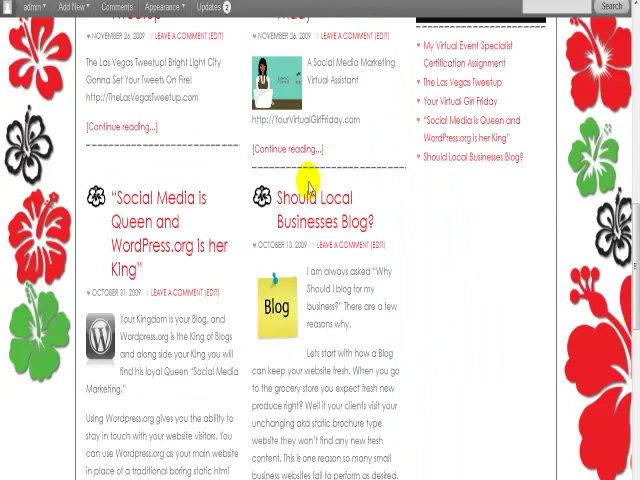 admin
Add New
Comments
Appearance
Updates 2
Search
NOVEMBER 26, 2009 LEAVE A COMMENT (EDIT)
The Las Vegas Tweetup! Bright Light City
Gonna Set Your Tweets On Fire!
http://TheLasVegasTweetup.com
[Continue reading...]
NOVEMBER 26, 2009 LEAVE A COMMENT (EDIT)
A Social Media Marketing
Virtual Assistant
http://YourVirtualGirlFriday.com
[Continue reading...]
My Virtual Event Specialist
Certification Assignment
The Las Vegas Tweetup
Your Virtual Girl Friday
“Social Media is Queen and
WordPress.org is her King”
Should Local Businesses Blog?
“Social Media is
Queen and
WordPress.org is her
King”
OCTOBER 31, 2009 LEAVE A COMMENT (EDIT)
Your Kingdom is your Blog, and
Wordpress.org is the King of Blogs
and along side your King you will
find his loyal Queen “Social Media
Marketing.”
Using Wordpress.org gives you the ability to
stay in touch with your website visitors. You
can use Wordpress.org as your main website
in place of a traditional boring static html
Should Local
Businesses Blog?
OCTOBER 13, 2009 LEAVE A COMMENT (EDIT)
Blog
I am always asked “Why
Should I blog for my
business?” There are a few
reasons why.
Lets start with how a Blog
can keep your website fresh. When you go
to the grocery store you expect fresh new
produce right? Well if your clients visit your
unchanging aka static brochure type
website they won’t find any new fresh
content. This is one reason so many small
business websites fail to perform as desired.